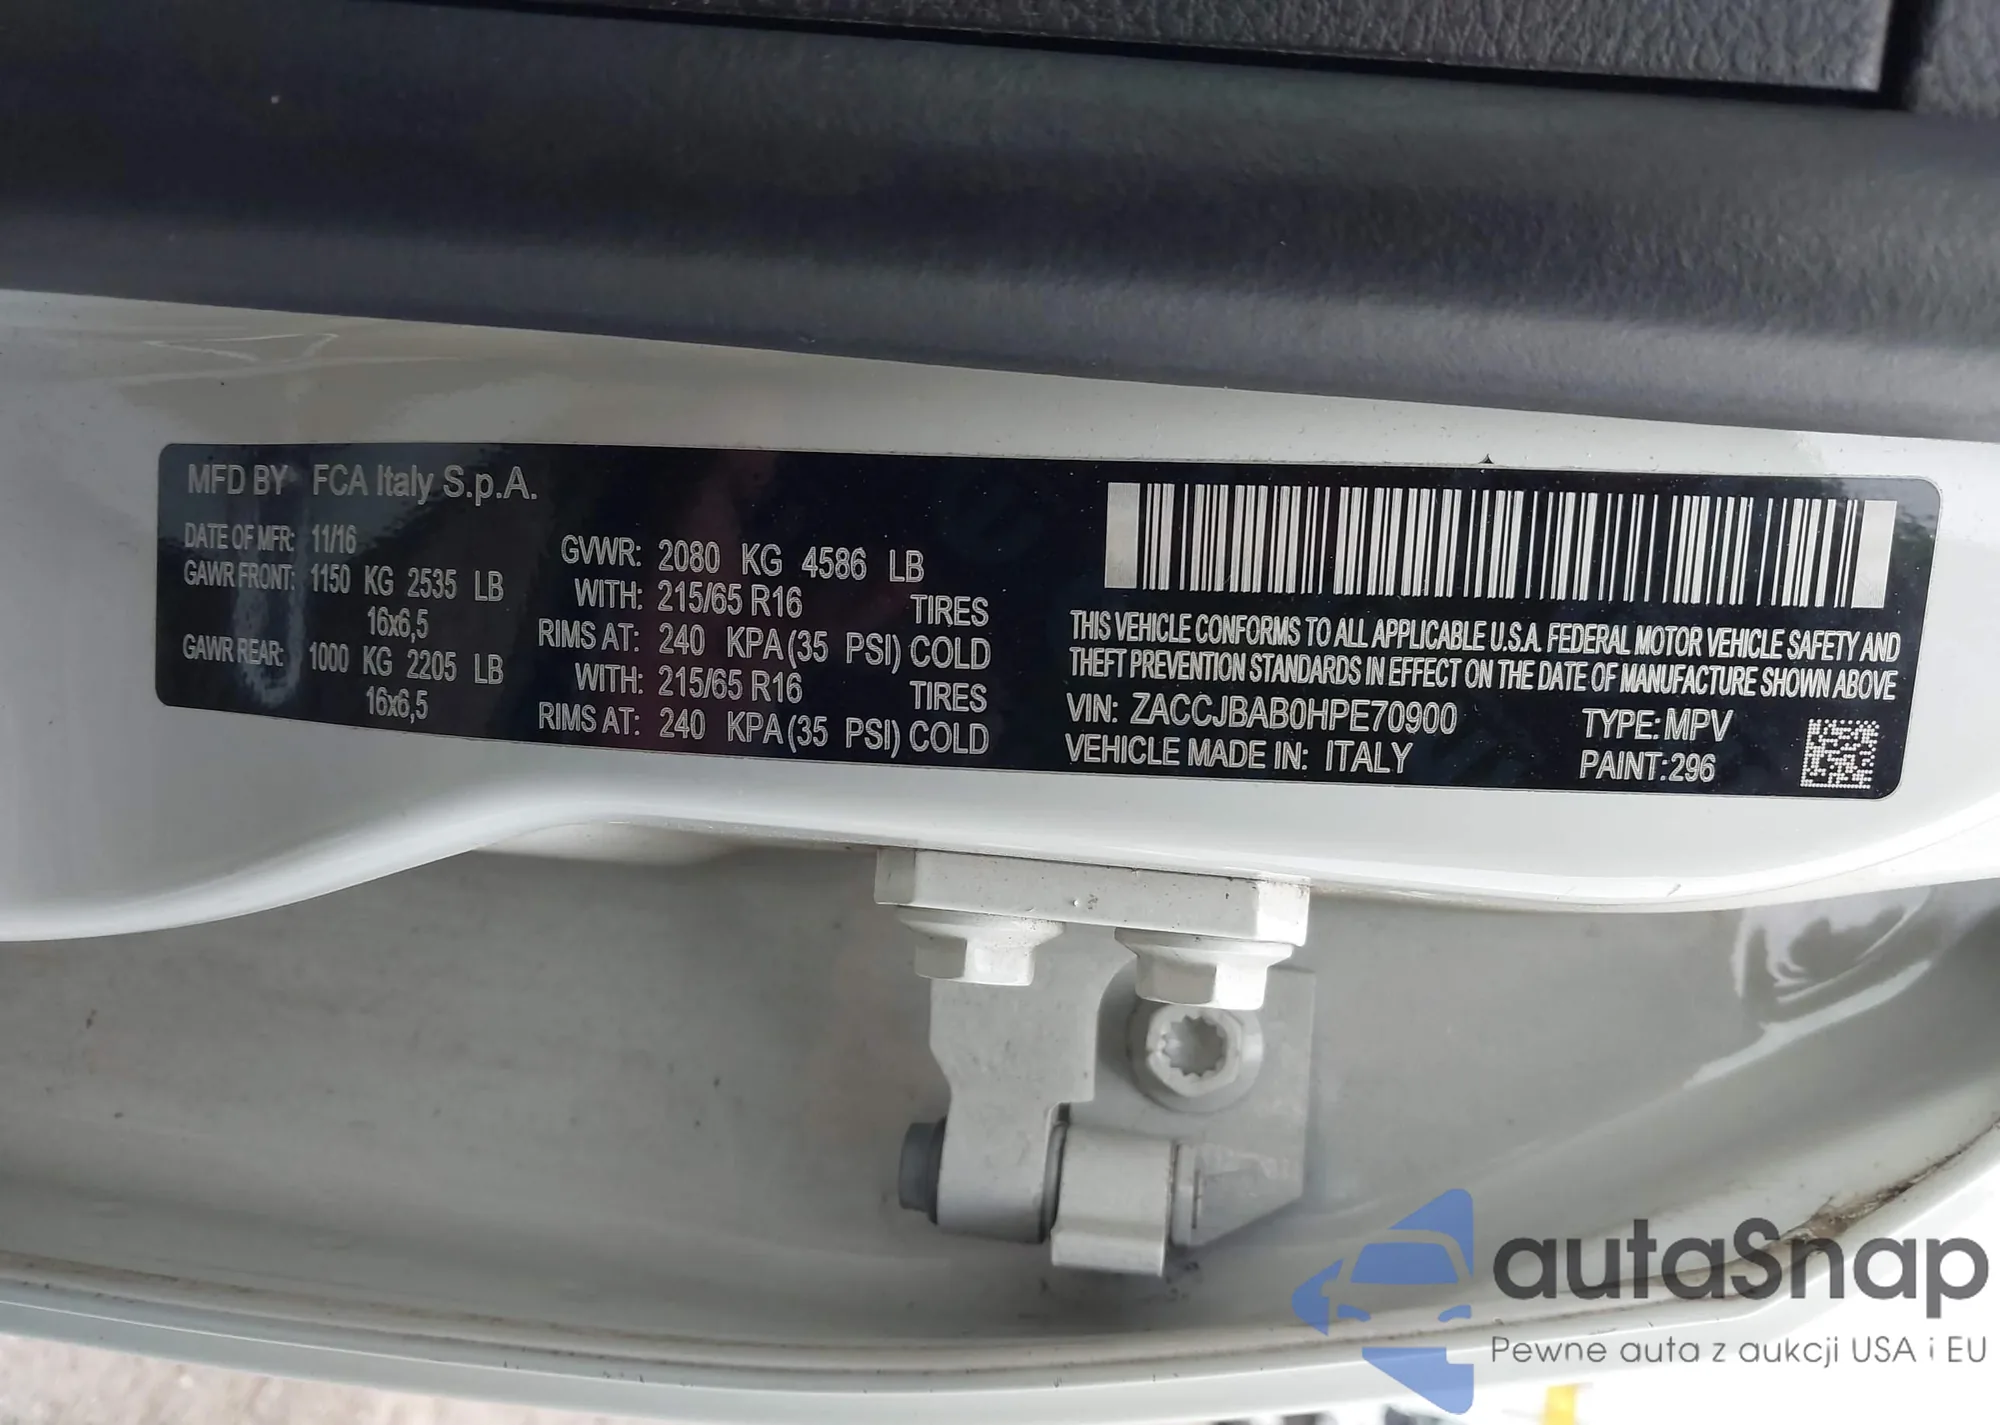 MFD BY FCA Italy S.p.A.
DATE OF MFR: 11/16
GAWR FRONT: 1150 KG 2535 LB
16x6,5
GAWR REAR: 1000 KG 2205 LB
16x6,5
GVWR: 2080 KG 4586 LB
WITH: 215/65 R16 TIRES
RIMS AT: 240 KPA (35 PSI) COLD
WITH: 215/65 R16 TIRES
RIMS AT: 240 KPA (35 PSI) COLD
THIS VEHICLE CONFORMS TO ALL APPLICABLE U.S.A. FEDERAL MOTOR VEHICLE SAFETY AND
THEFT PREVENTION STANDARDS IN EFFECT ON THE DATE OF MANUFACTURE SHOWN ABOVE
VIN: ZACCJBAB0HPE70900 TYPE: MPV
VEHICLE MADE IN: ITALY PAINT: 296
autaSnap
Pewne auta z aukcji USA i EU